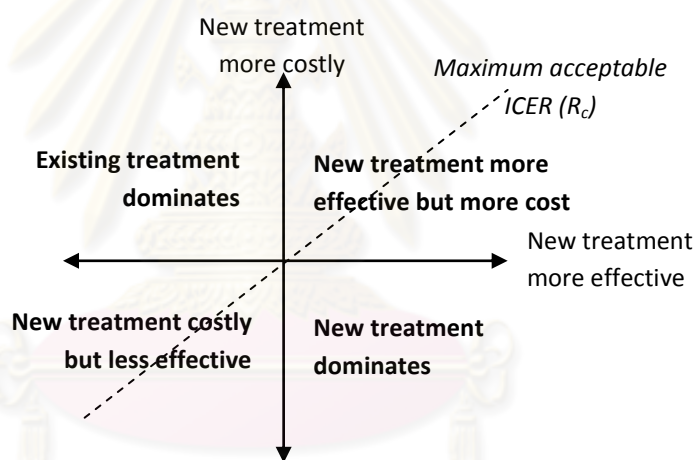 New treatment
more costly
Maximum acceptable
ICER (Rc)
Existing treatment
dominates
New treatment more
effective but more cost
New treatment
more effective
New treatment costly
but less effective
New treatment
dominates